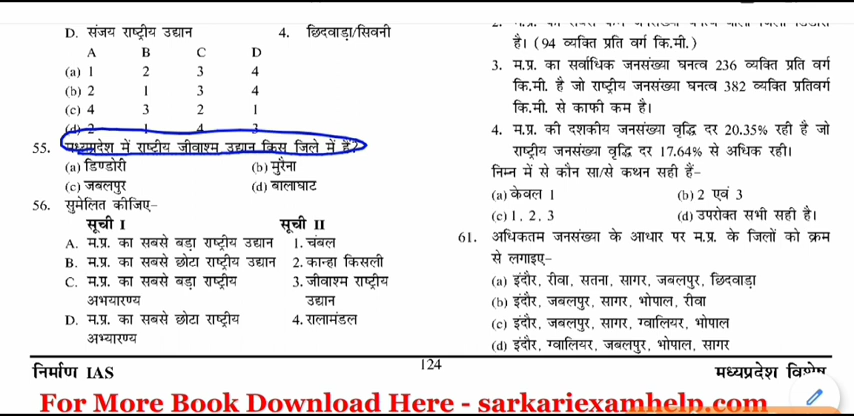 D. संजय राष्ट्रीय उद्यान 4. छिदवाड़ा/सिवनी
A B C D
(a) 1 2 3 4
(b) 2 1 3 4
(c) 4 3 2 1
(d) 2 1 4 3
55. मध्यप्रदेश में राष्ट्रीय जीवाश्म उद्यान किस जिले में है?
(a) डिण्डोरी (b) मुरैना
(c) जबलपुर (d) बालाघाट
56. सुमेलित कीजिए-
सूची I सूची II
A. म.प्र. का सबसे बड़ा राष्ट्रीय उद्यान 1. चंबल
B. म.प्र. का सबसे छोटा राष्ट्रीय उद्यान 2. कान्हा किसली
C. म.प्र. का सबसे बड़ा राष्ट्रीय 3. जीवाश्म राष्ट्रीय
अभयारण्य उद्यान
D. म.प्र. का सबसे छोटे राष्ट्रीय 4. रालामंडल
अभ्यारण्य
है। (94 व्यक्ति प्रति वर्ग कि.मी.)
3. म.प्र. का सर्वाधिक जनसंख्या घनत्व 236 व्यक्ति प्रति वर्ग
कि.मी. है जो राष्ट्रीय जनसंख्या घनत्व 382 व्यक्ति प्रतिवर्ग
कि.मी. से काफी कम है।
4. म.प्र. की दशकीय जनसंख्या वृद्धि दर 20.35% रही है जो
राष्ट्रीय जनसंख्या वृद्धि दर 17.64% से अधिक रही।
निम्न में से कौन सा/से कथन सही हैं-
(a) केवल 1 (b) 2 एवं 3
(c) 1, 2, 3 (d) उपरोक्त सभी सही है।
61. अधिकतम जनसंख्या के आधार पर म.प्र. के जिलों को क्रम
से लगाइए-
(a) इंदौर, रीवा, सतना, सागर, जबलपुर, छिदवाड़ा
(b) इंदौर, जबलपुर, सागर, भोपाल, रीवा
(c) इंदौर, जबलपुर, सागर, ग्वालियर, भोपाल
(d) इंदौर, ग्वालियर, जबलपुर, भोपाल, सागर
निर्माण IAS 124 मध्यप्रदेश विशेष
For More Book Download Here - sarkariexamhelp.com